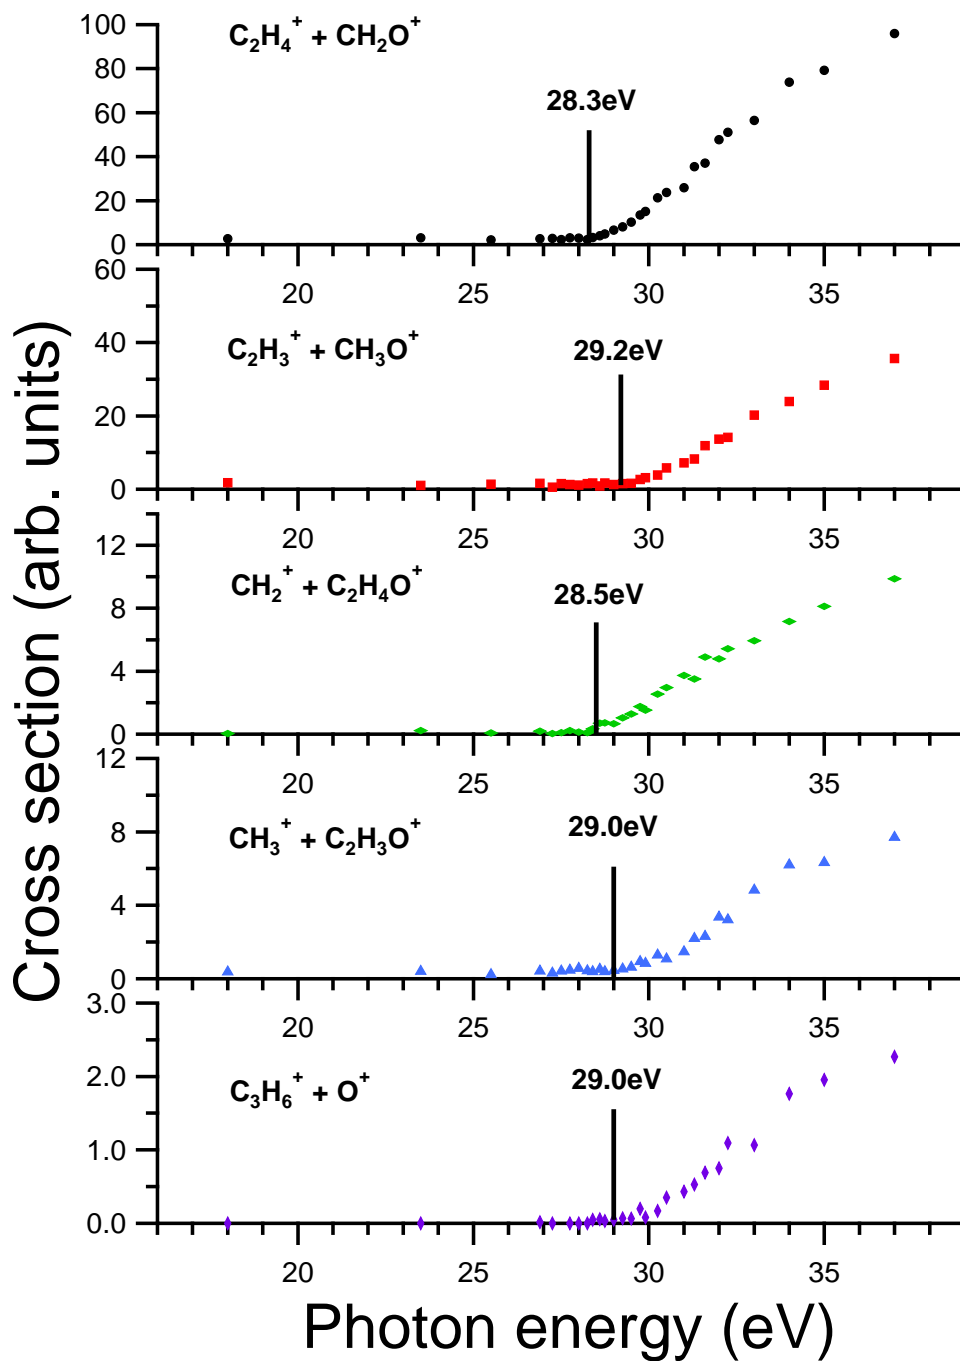 Cross section (arb. units)
100
80
60
40
20
0
C₂H₄⁺ + CH₂O⁺
28.3eV
20 25 30 35
60
40
20
0
C₂H₃⁺ + CH₃O⁺
29.2eV
20 25 30 35
12
8
4
0
CH₂⁺ + C₂H₄O⁺
28.5eV
20 25 30 35
12
8
4
0
CH₃⁺ + C₂H₃O⁺
29.0eV
20 25 30 35
3.0
2.0
1.0
0.0
C₃H₆⁺ + O⁺
29.0eV
20 25 30 35
Photon energy (eV)